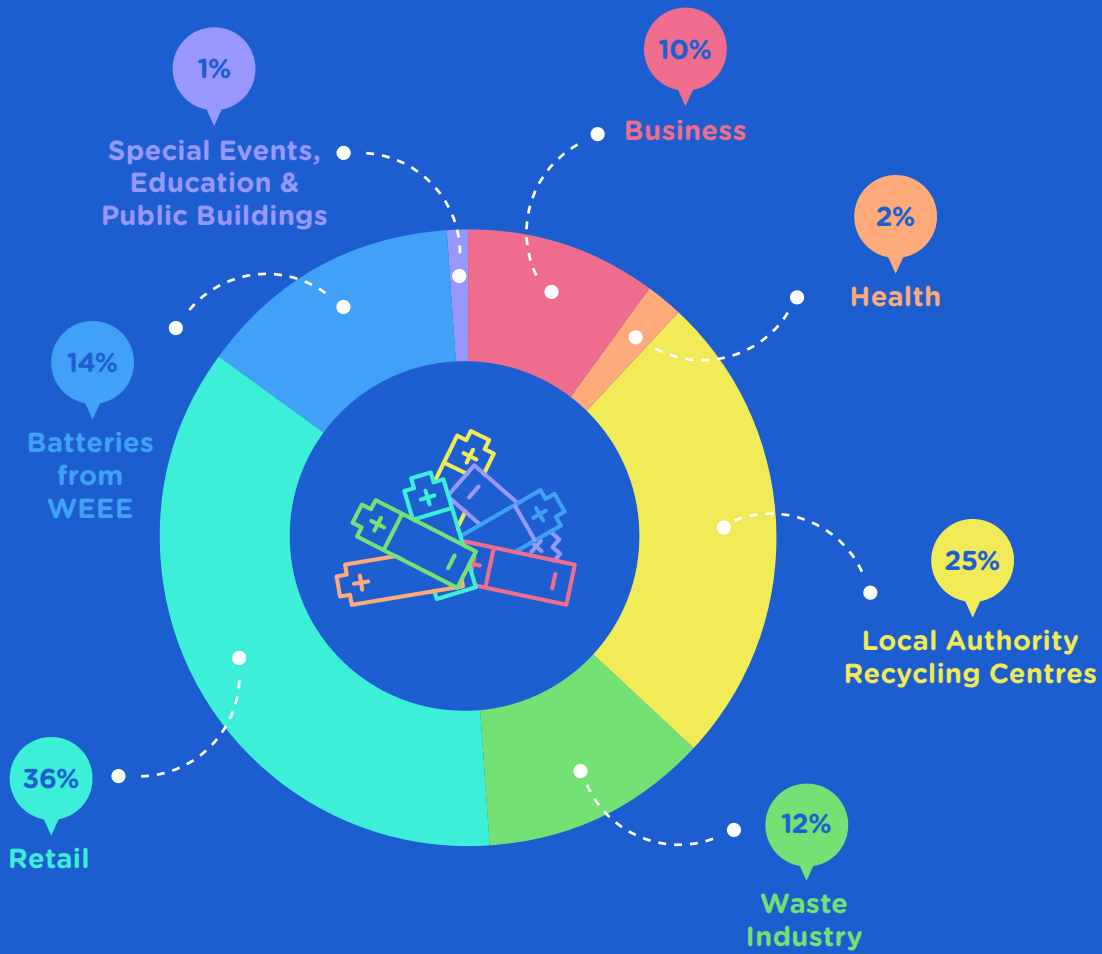 1%
Special Events,
Education &
Public Buildings
10%
Business
2%
Health
14%
Batteries
from
WEEE
25%
Local Authority
Recycling Centres
36%
Retail
12%
Waste
Industry